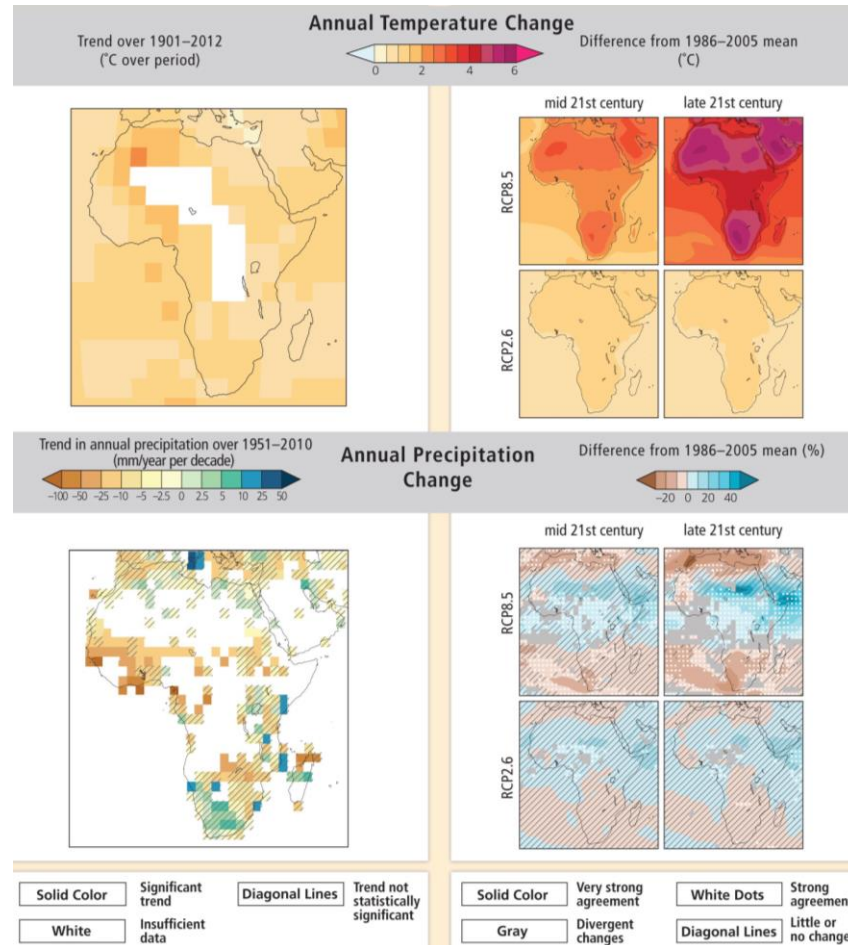 Annual Temperature Change
Trend over 1901–2012
(˚C over period)
0 2 4 6
Difference from 1986–2005 mean
(˚C)
mid 21st century late 21st century
RCP8.5
RCP2.6
Trend in annual precipitation over 1951–2010
(mm/year per decade)
–100 –50 –25 –10 –5 –2.5 0 2.5 5 10 25 50
Annual Precipitation
Change
Difference from 1986–2005 mean (%)
–20 0 20 40
mid 21st century late 21st century
RCP8.5
RCP2.6
Solid Color
Significant
trend
Diagonal Lines
Trend not
statistically
significant
White
Insufficient
data
Solid Color
Very strong
agreement
White Dots
Strong
agreemen
Gray
Divergent
changes
Diagonal Lines
Little or
no change